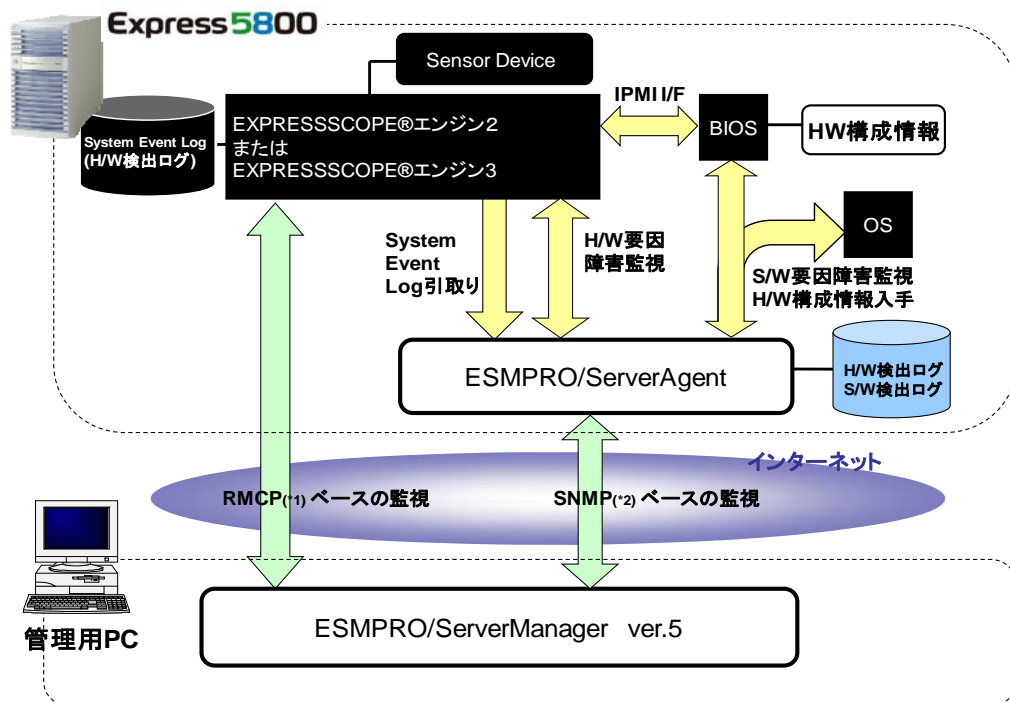 Express5800
Sensor Device
IPMI I/F
System Event Log
(H/W検出ログ)
EXPRESSSCOPE®エンジン2
または
EXPRESSSCOPE®エンジン3
BIOS
HW構成情報
OS
System
Event
Log引取り
H/W要因
障害監視
S/W要因障害監視
H/W構成情報入手
ESMPRO/ServerAgent
H/W検出ログ
S/W検出ログ
インターネット
RMCP(*1) ベースの監視
SNMP(*2) ベースの監視
管理用PC
ESMPRO/ServerManager ver.5